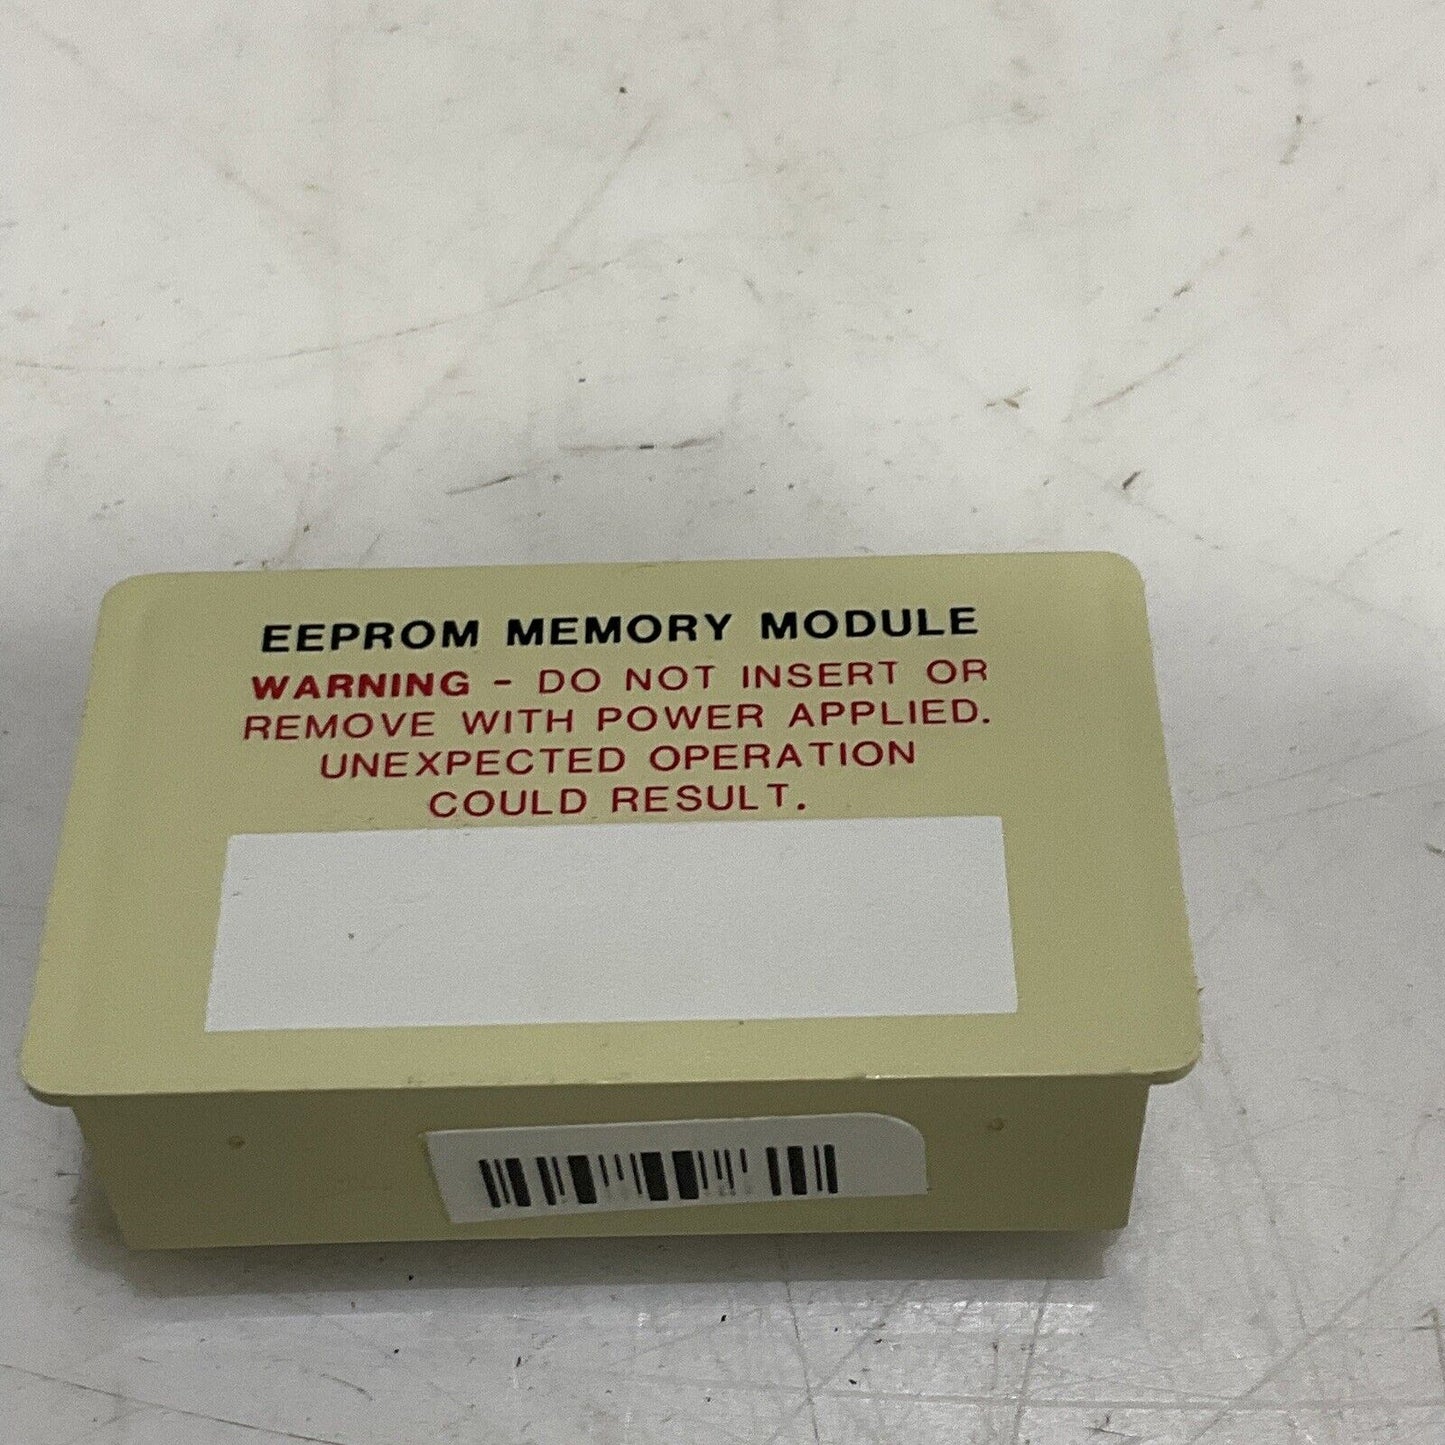 EEPROM MEMORY MODULE
WARNING - DO NOT INSERT OR
REMOVE WITH POWER APPLIED.
UNEXPECTED OPERATION
COULD RESULT.